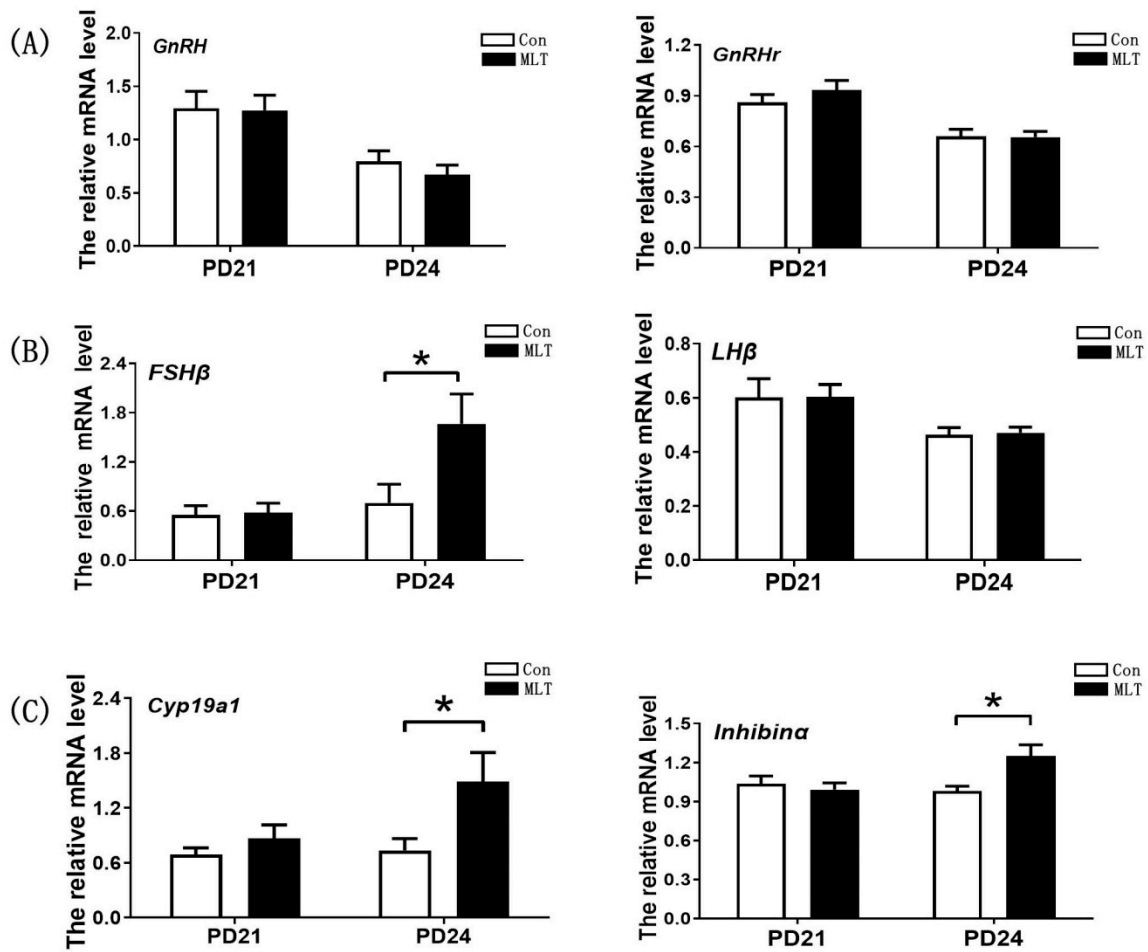 (A)
GnRH
Con
MLT
The relative mRNA level
2.0
1.5
1.0
0.5
0.0
PD21
PD24
GnRHr
Con
MLT
The relative mRNA level
1.2
0.9
0.6
0.3
0.0
PD21
PD24
(B)
FSHβ
Con
MLT
*
The relative mRNA level
2.4
1.8
1.2
0.6
0.0
PD21
PD24
LHβ
Con
MLT
The relative mRNA level
0.8
0.6
0.4
0.2
0.0
PD21
PD24
(C)
Cyp19a1
Con
MLT
*
The relative mRNA level
2.4
1.8
1.2
0.6
0.0
PD21
PD24
Inhibinα
Con
MLT
*
The relative mRNA level
1.5
1.2
0.9
0.6
0.3
0.0
PD21
PD24